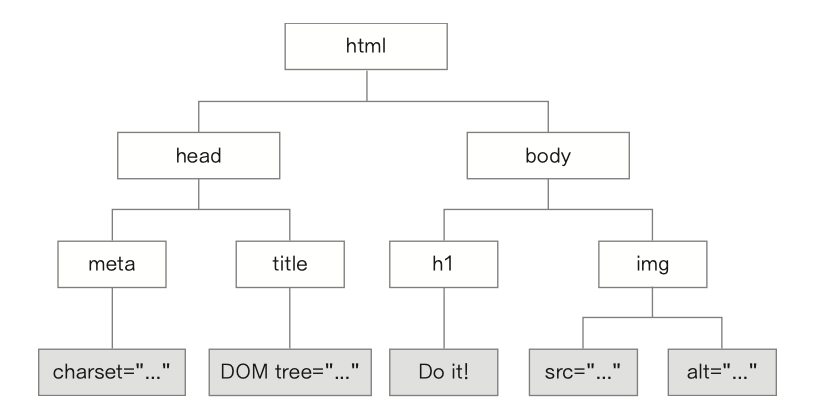 html
head
body
meta
title
h1
img
charset="..."
DOM tree="..."
Do it!
src="..."
alt="..."